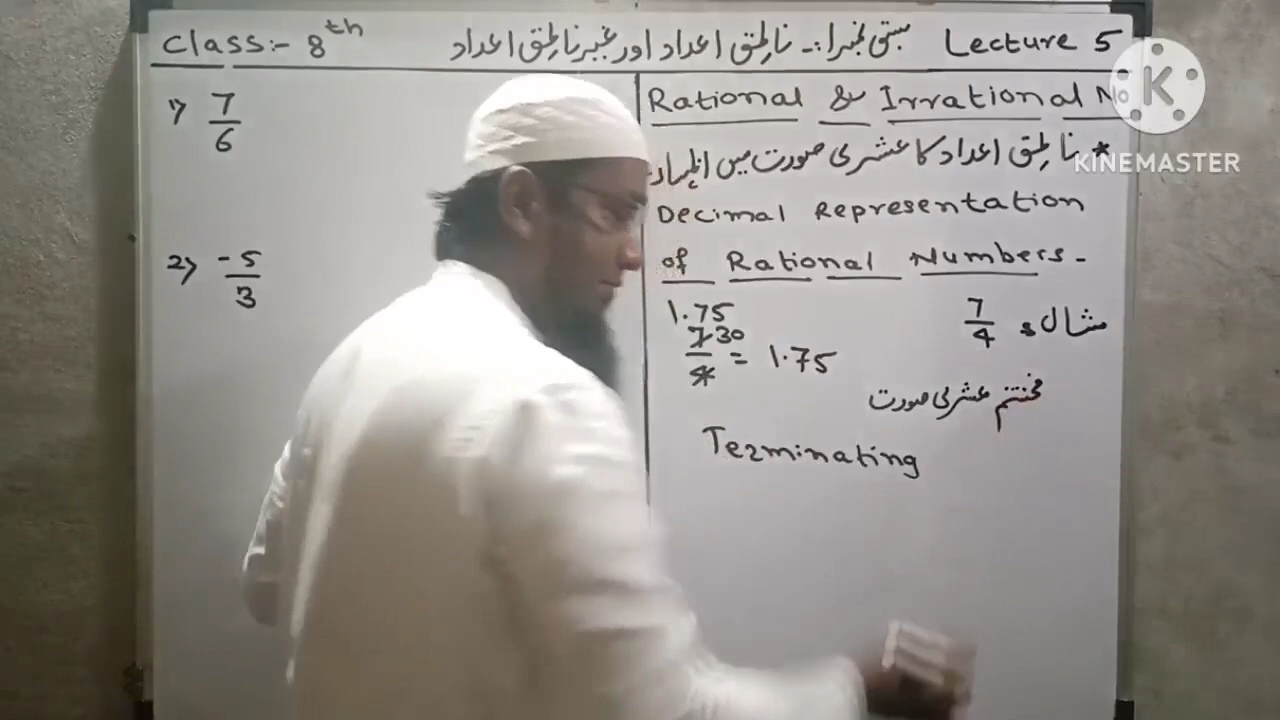 Class:- 8th سبق نمبر1:- ناطق اعداد اور غیر ناطق اعداد Lecture 5
1) 7/6
2) -5/3
Rational & Irrational No
* ناطق اعداد کا عشری صورت میں اظہار-
Decimal Representation
of Rational Numbers-
مثال 7/4
1.75
7 30
/4 = 1.75
مختتم عشری صورت
Terminating
K
KINEMASTER